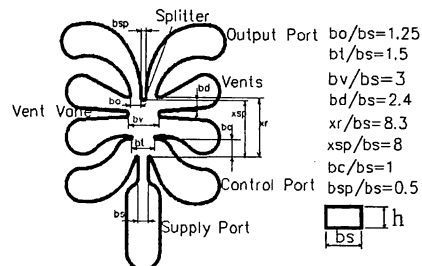 bsp
Splitter
Output Port
bo/bs=1.25
bt/bs=1.5
Vents
bv/bs=3
bd
bo
xsp
bd/bs=2.4
Vent Vane
bv
xr
xr/bs=8.3
bc
xsp/bs=8
bt
bc/bs=1
Control Port
bsp/bs=0.5
bs
Supply Port
h
bs